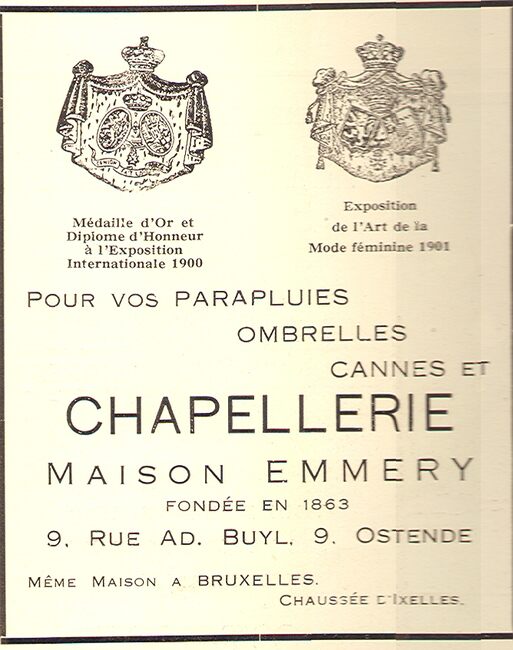 Médaille d'Or et
Diplome d'Honneur
à l'Exposition
Internationale 1900
Exposition
de l'Art de la
Mode féminine 1901
POUR VOS PARAPLUIES
OMBRELLES
CANNES ET
CHAPELLERIE
MAISON EMMERY
FONDÉE EN 1863
9, RUE AD. BUYL, 9, OSTENDE
MÊME MAISON A BRUXELLES.
CHAUSSÉE D'IXELLES.